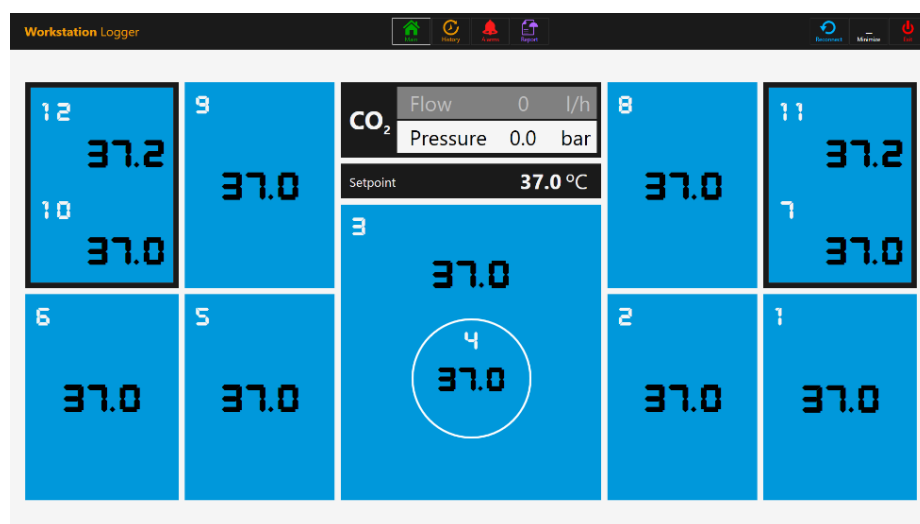 Workstation Logger
Main
History
Alarms
Report
Reconnect
Minimize
Exit
12
37.2
10
37.0
9
37.0
CO2
Flow 0 l/h
Pressure 0.0 bar
Setpoint 37.0 °C
3
37.0
4
37.0
8
37.0
11
37.2
7
37.0
6
37.0
5
37.0
2
37.0
1
37.0